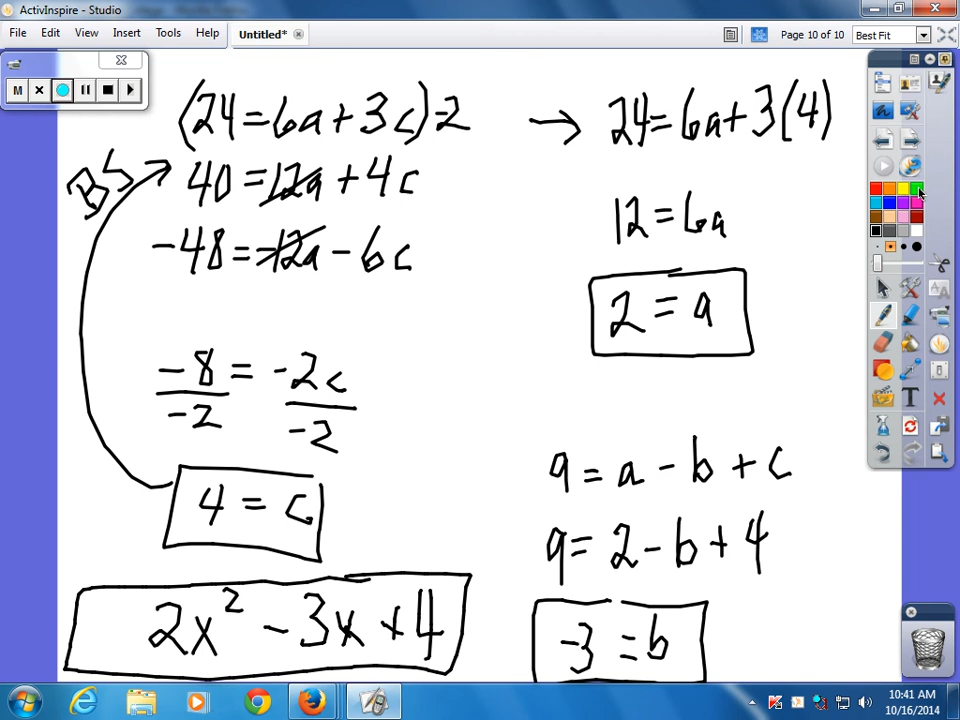 ActivInspire - Studio
File Edit View Insert Tools Help Untitled* Page 10 of 10 Best Fit
M
(24=6a+3c)-2
40=12a+4c
BS
-48=-12a-6c
-8=-2c
-2 -2
4=c
2x²-3x+4
→24=6a+3(4)
12=6a
2=a
9=a-b+c
9=2-b+4
-3=b
T
10:41 AM
10/16/2014